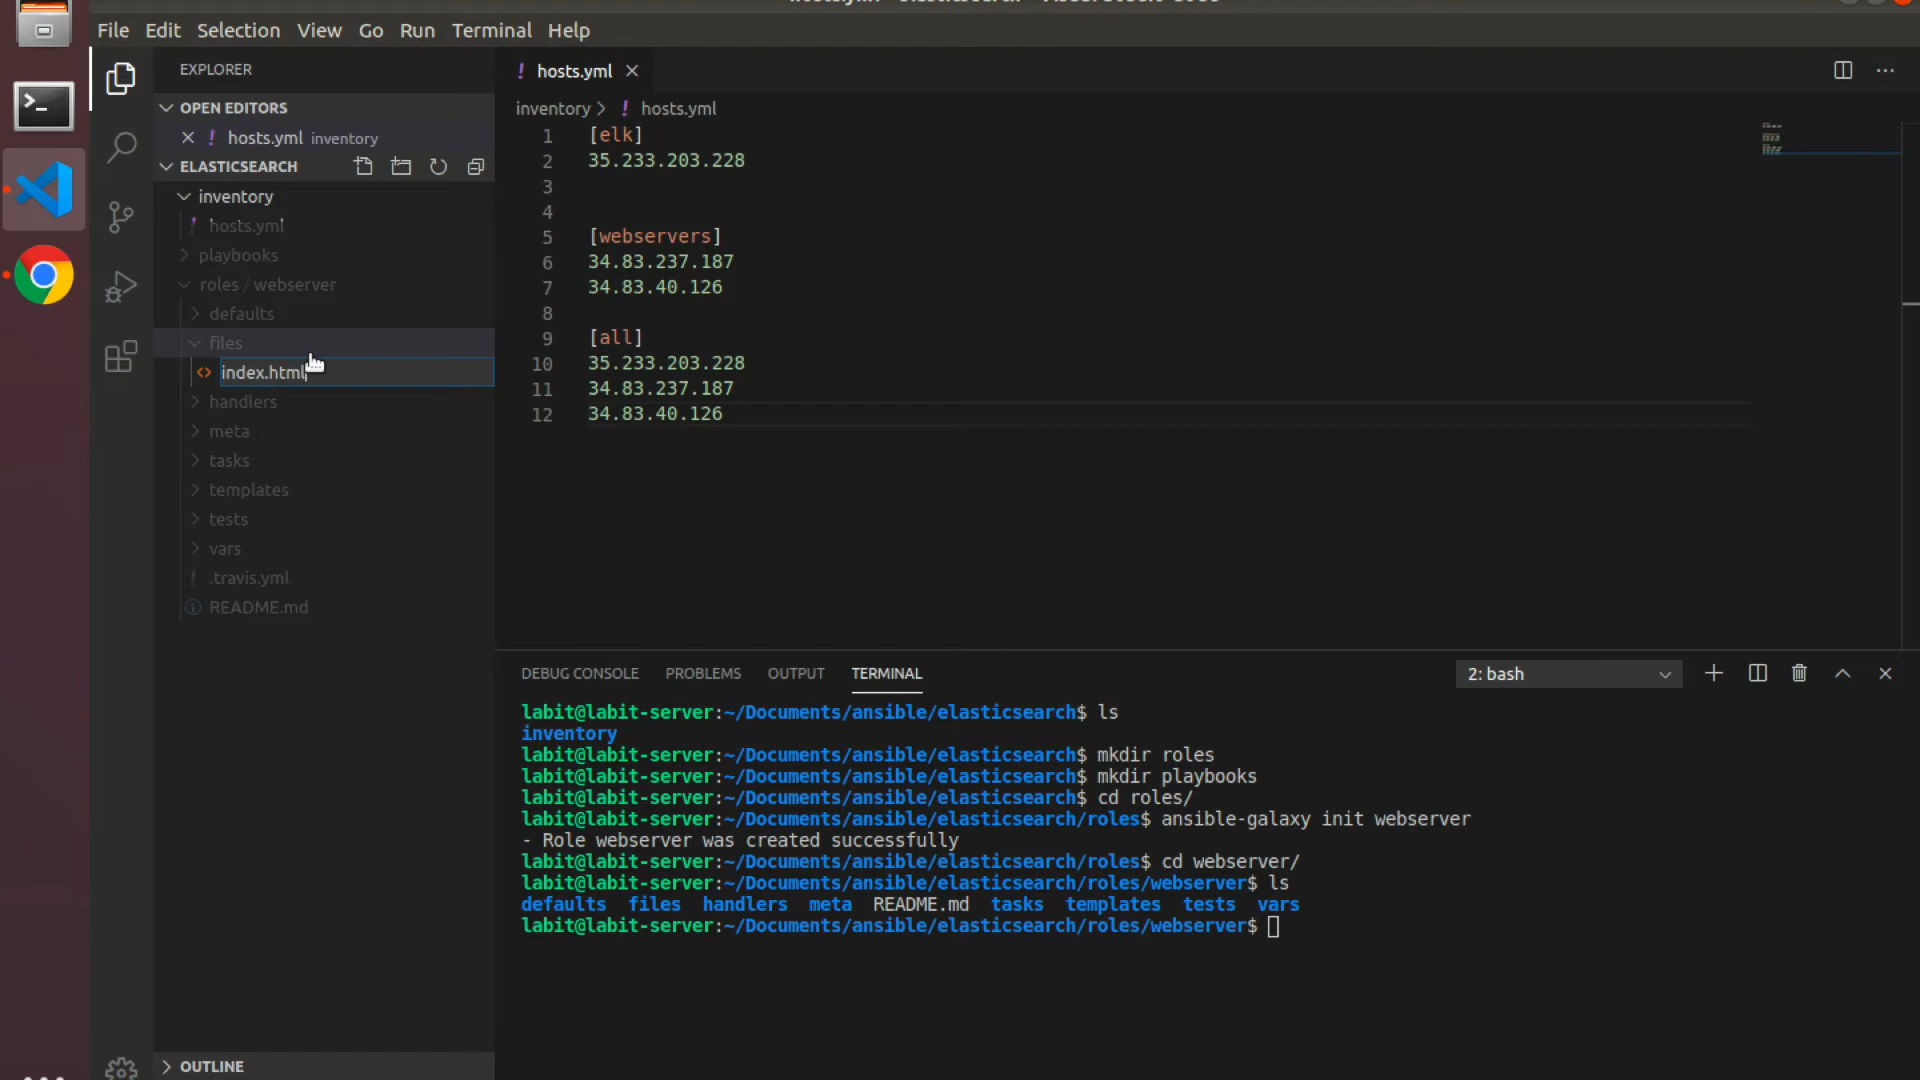 File Edit Selection View Go Run Terminal Help
EXPLORER
OPEN EDITORS
hosts.yml inventory
ELASTICSEARCH
inventory
hosts.yml
playbooks
roles / webserver
defaults
files
index.html
handlers
meta
tasks
templates
tests
vars
.travis.yml
README.md
OUTLINE
hosts.yml
inventory > hosts.yml
1 [elk]
2 35.233.203.228
3
4
5 [webservers]
6 34.83.237.187
7 34.83.40.126
8
9 [all]
10 35.233.203.228
11 34.83.237.187
12 34.83.40.126
DEBUG CONSOLE PROBLEMS OUTPUT TERMINAL
2: bash
labit@labit-server:~/Documents/ansible/elasticsearch$ ls
inventory
labit@labit-server:~/Documents/ansible/elasticsearch$ mkdir roles
labit@labit-server:~/Documents/ansible/elasticsearch$ mkdir playbooks
labit@labit-server:~/Documents/ansible/elasticsearch$ cd roles/
labit@labit-server:~/Documents/ansible/elasticsearch/roles$ ansible-galaxy init webserver
- Role webserver was created successfully
labit@labit-server:~/Documents/ansible/elasticsearch/roles$ cd webserver/
labit@labit-server:~/Documents/ansible/elasticsearch/roles/webserver$ ls
defaults files handlers meta README.md tasks templates tests vars
labit@labit-server:~/Documents/ansible/elasticsearch/roles/webserver$